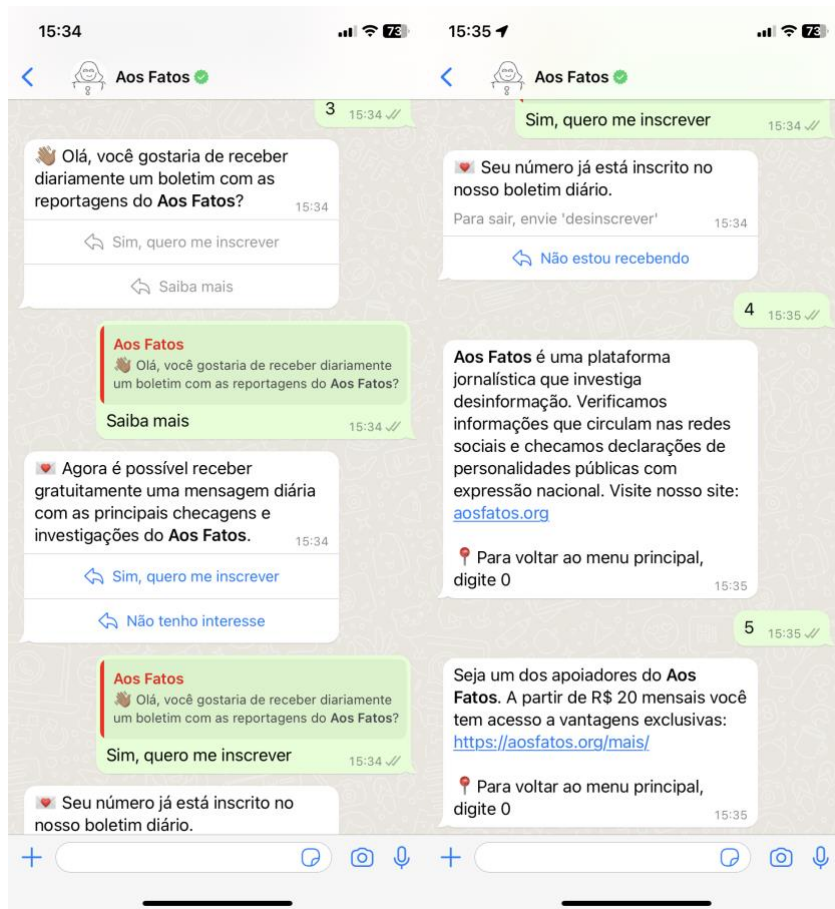 15:34
73
Aos Fatos
3 15:34
👋🏽 Olá, você gostaria de receber
diariamente um boletim com as
reportagens do Aos Fatos?
15:34
Sim, quero me inscrever
Saiba mais
Aos Fatos
👋🏽 Olá, você gostaria de receber diariamente
um boletim com as reportagens do Aos Fatos?
Saiba mais
15:34
💌 Agora é possível receber
gratuitamente uma mensagem diária
com as principais checagens e
investigações do Aos Fatos.
15:34
Sim, quero me inscrever
Não tenho interesse
Aos Fatos
👋🏽 Olá, você gostaria de receber diariamente
um boletim com as reportagens do Aos Fatos?
Sim, quero me inscrever
15:34
💌 Seu número já está inscrito no
nosso boletim diário.
15:35
73
Aos Fatos
Sim, quero me inscrever
15:34
💌 Seu número já está inscrito no
nosso boletim diário.
Para sair, envie 'desinscrever'
15:34
Não estou recebendo
4 15:35
Aos Fatos é uma plataforma
jornalística que investiga
desinformação. Verificamos
informações que circulam nas redes
sociais e checamos declarações de
personalidades públicas com
expressão nacional. Visite nosso site:
aosfatos.org
📍 Para voltar ao menu principal,
digite 0
15:35
5 15:35
Seja um dos apoiadores do Aos
Fatos. A partir de R$ 20 mensais você
tem acesso a vantagens exclusivas:
https://aosfatos.org/mais/
📍 Para voltar ao menu principal,
digite 0
15:35